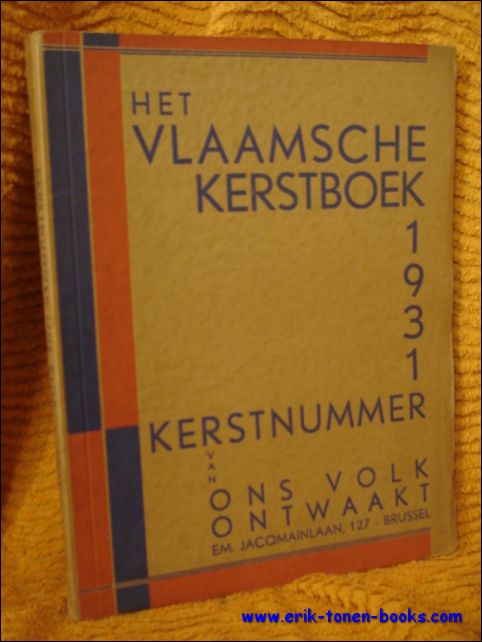 HET
VLAAMSCHE
KERSTBOEK
1
9
3
1
KERSTNUMMER
VAN
ONS VOLK
ONTWAAKT
EM. JACQMAINLAAN, 127 - BRUSSEL
www.erik-tonen-books.com